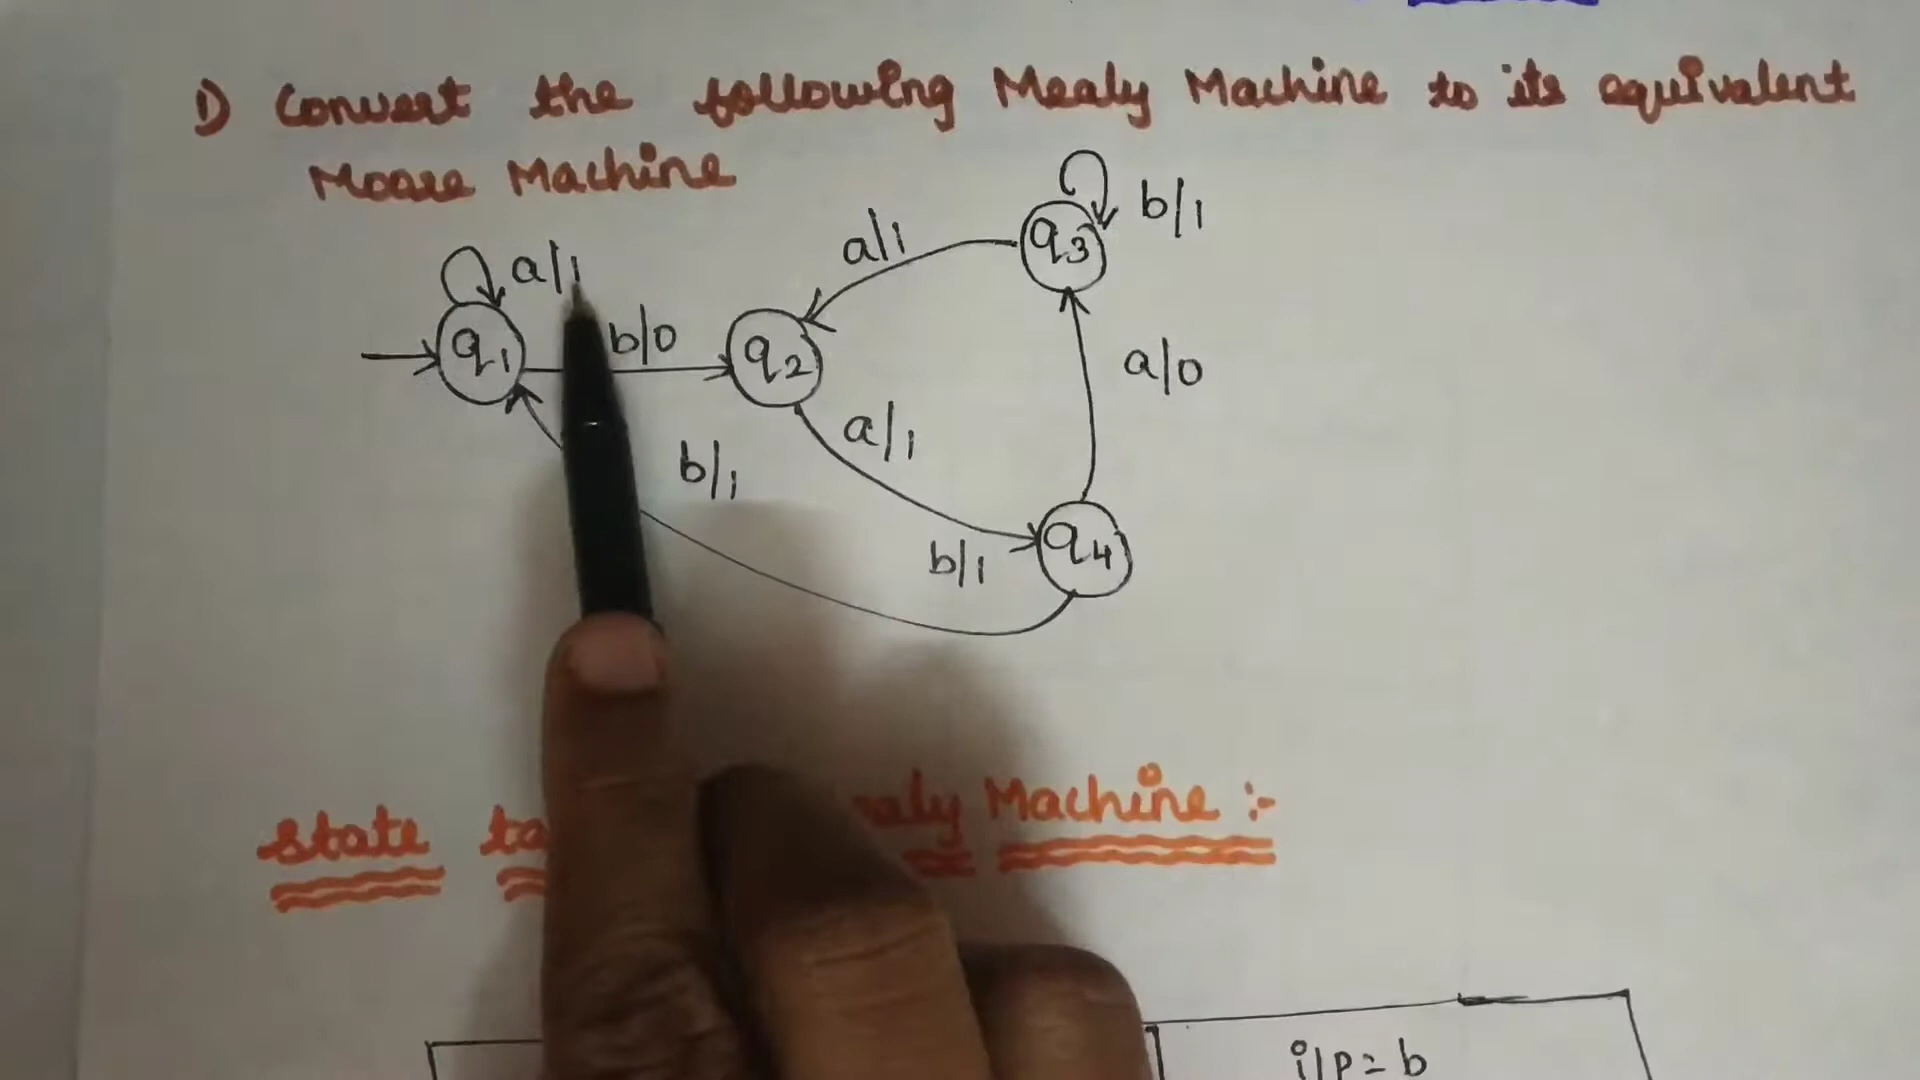 1) Convert the following Mealy Machine to its equivalent
Moore Machine
b/1
a/1
q3
a/1
b/0
q1
q2
a/0
a/1
b/1
b/1
q4
State Machine :-
i/p = b